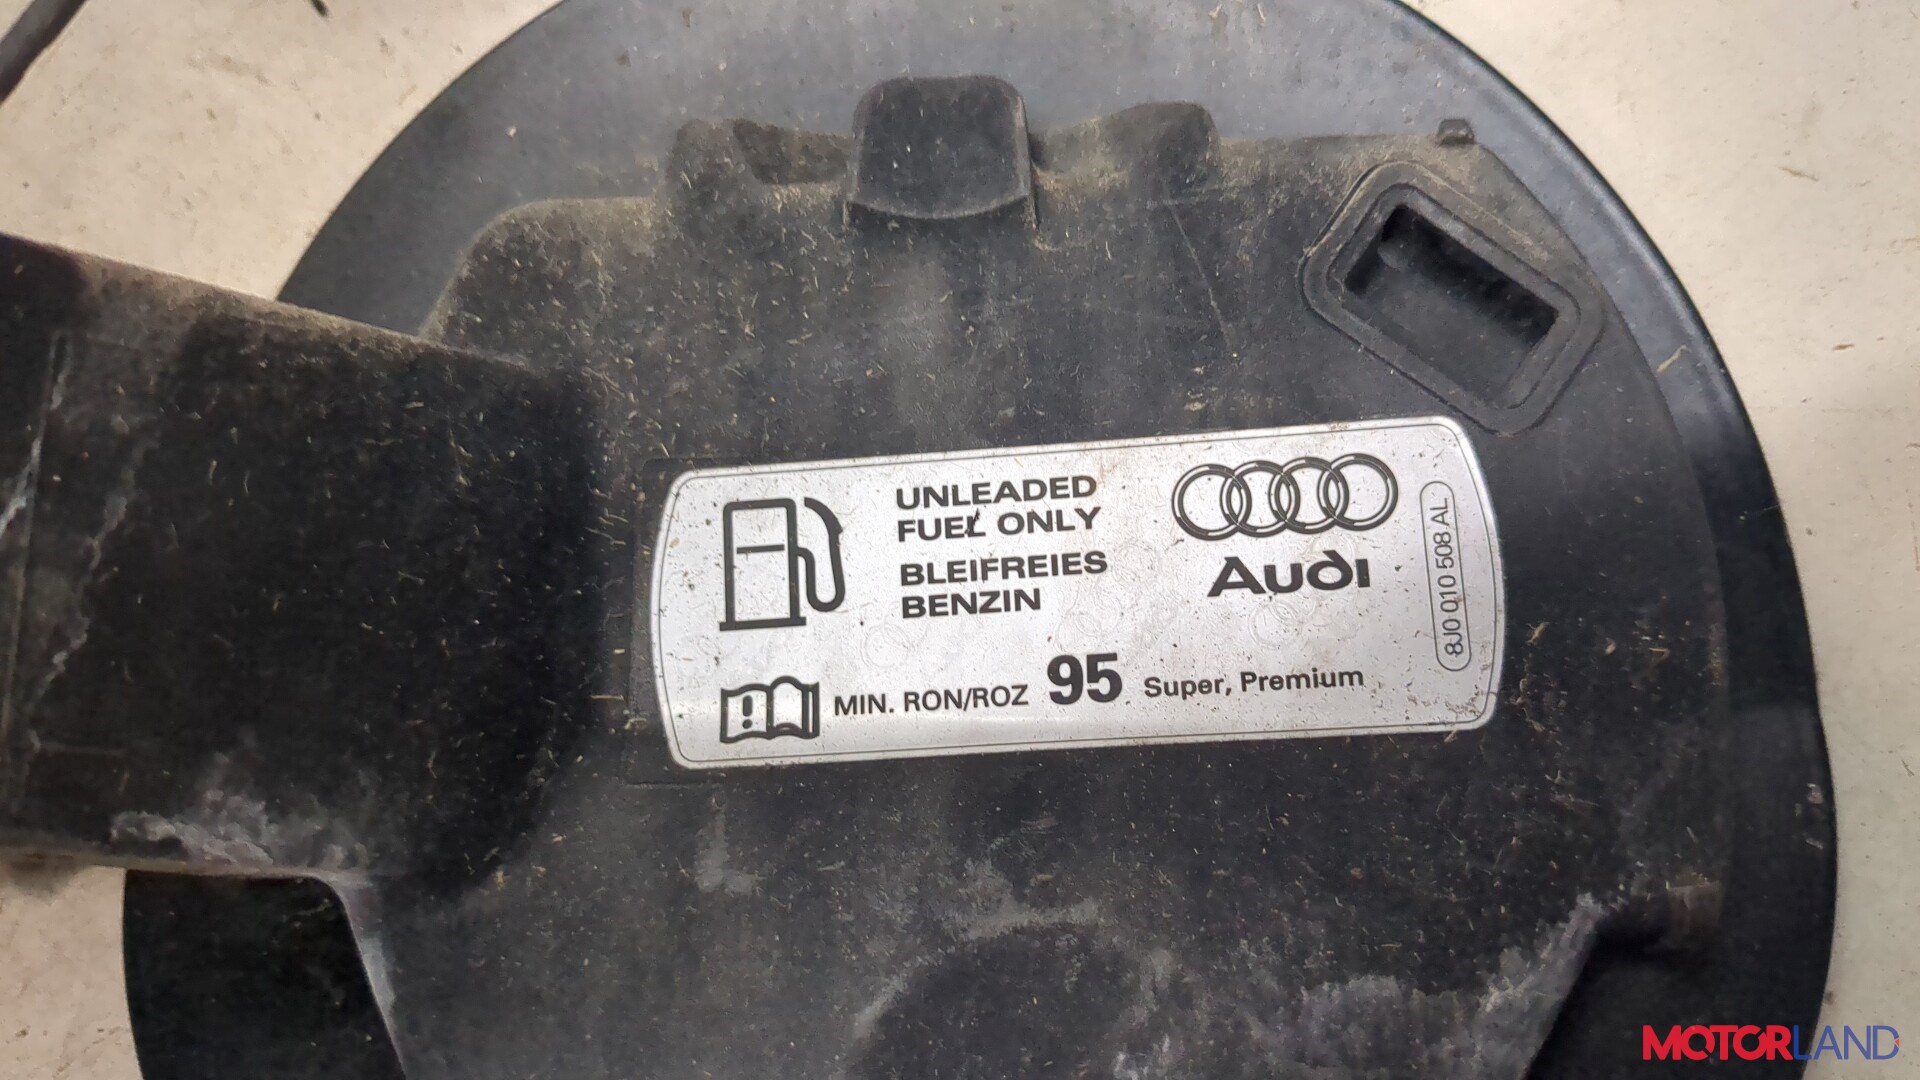 UNLEADED
FUEL ONLY
BLEIFREIES
BENZIN
Audi
8J0 010 508 AL
MIN. RON/ROZ 95 Super, Premium
MOTORLAND